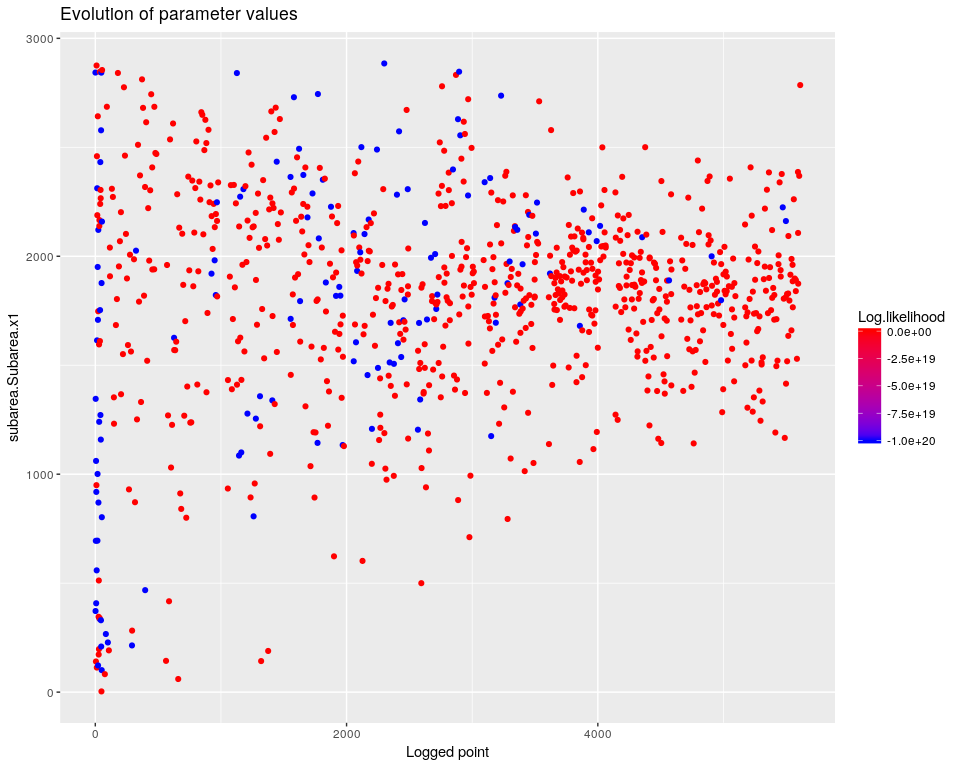 Evolution of parameter values
3000
2000
1000
0
subarea.Subarea.x1
0
2000
4000
Logged point
Log.likelihood
0.0e+00
-2.5e+19
-5.0e+19
-7.5e+19
-1.0e+20